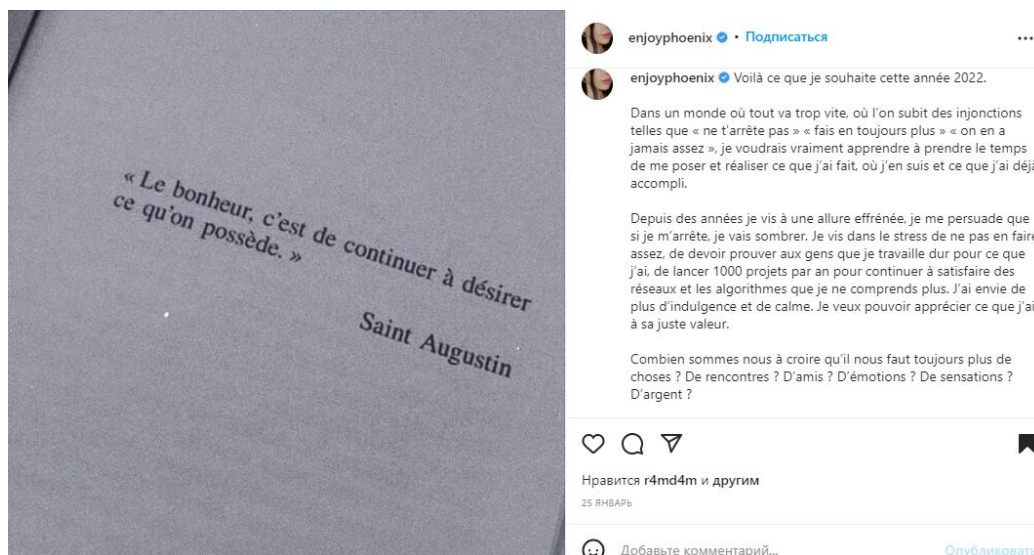 « Le bonheur, c'est de continuer à désirer
ce qu'on possède. »
Saint Augustin
enjoyphoenix • Подписаться
enjoyphoenix Voilà ce que je souhaite cette année 2022.
Dans un monde où tout va trop vite, où l'on subit des injonctions
telles que « ne t'arrête pas » « fais en toujours plus » « on en a
jamais assez », je voudrais vraiment apprendre à prendre le temps
de me poser et réaliser ce que j'ai fait, où j'en suis et ce que j'ai déjà
accompli.
Depuis des années je vis à une allure effrénée, je me persuade que
si je m'arrête, je vais sombrer. Je vis dans le stress de ne pas en faire
assez, de devoir prouver aux gens que je travaille dur pour ce que
j'ai, de lancer 1000 projets par an pour continuer à satisfaire des
réseaux et les algorithmes que je ne comprends plus. J'ai envie de
plus d'indulgence et de calme. Je veux pouvoir apprécier ce que j'ai
à sa juste valeur.
Combien sommes nous à croire qu'il nous faut toujours plus de
choses ? De rencontres ? D'amis ? D'émotions ? De sensations ?
D'argent ?
Нравится r4md4m и другим
25 ЯНВАРЬ
Добавьте комментарий...
Опубликовать